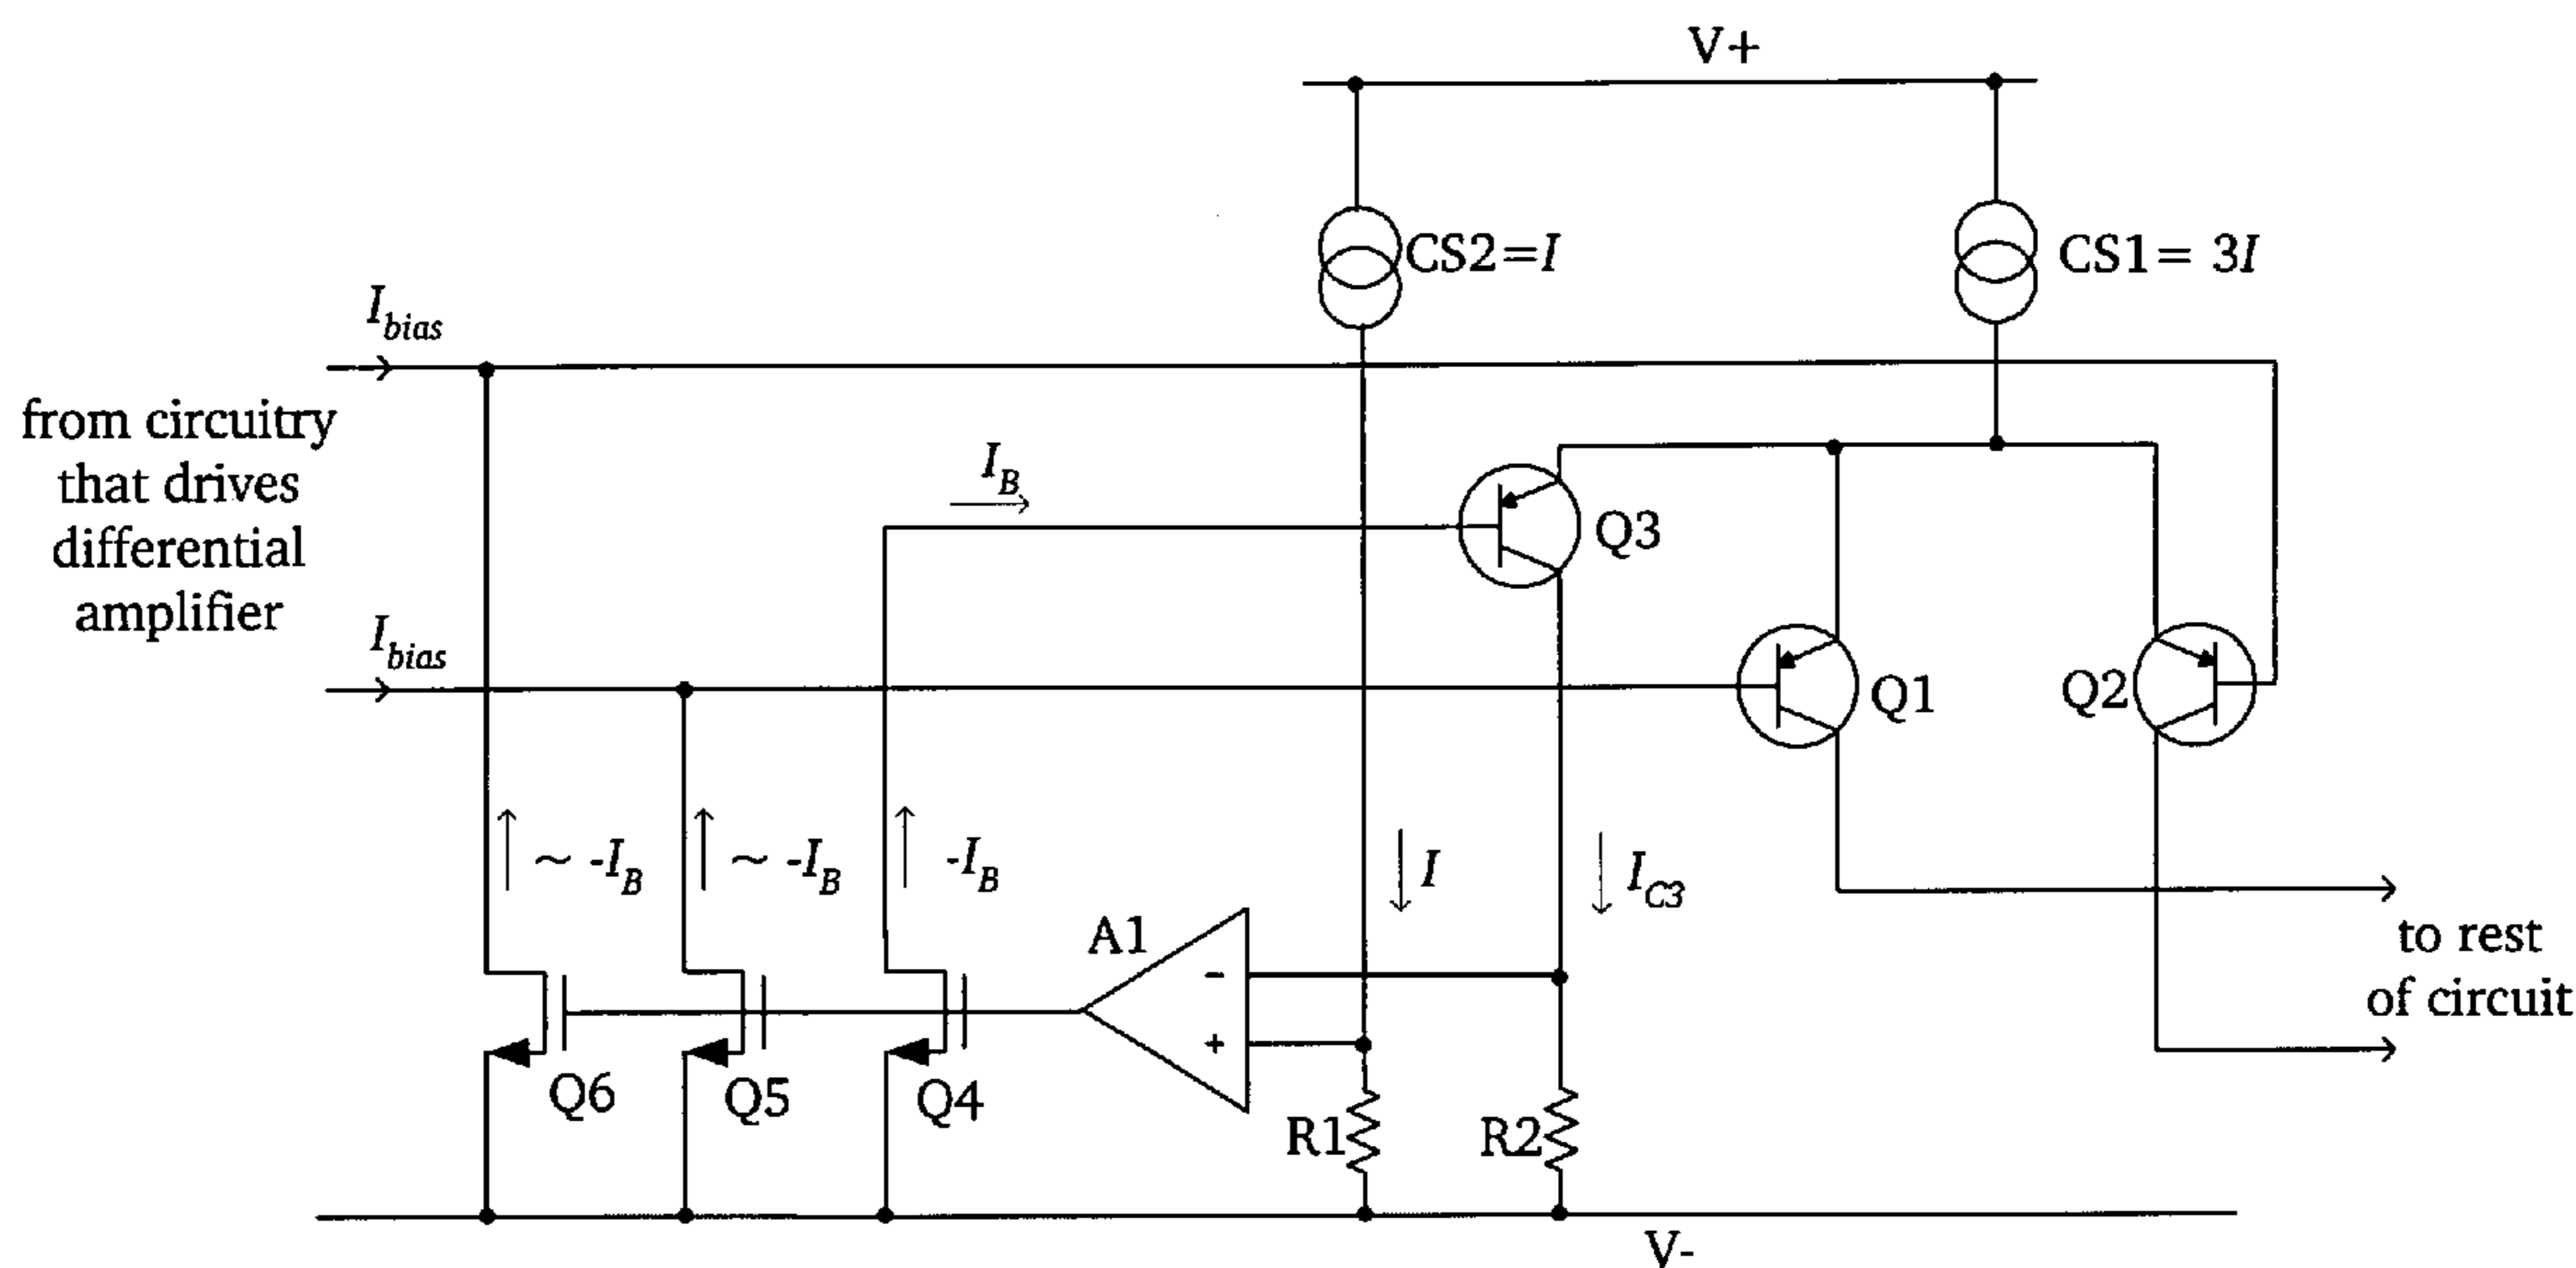 V+
CS2=I
CS1= 3I
I_bias
from circuitry
that drives
differential
amplifier
I_B
Q3
I_bias
Q1
Q2
~ -I_B
~ -I_B
-I_B
I
I_C3
A1
-
+
to rest
of circuit
Q6
Q5
Q4
R1
R2
V-